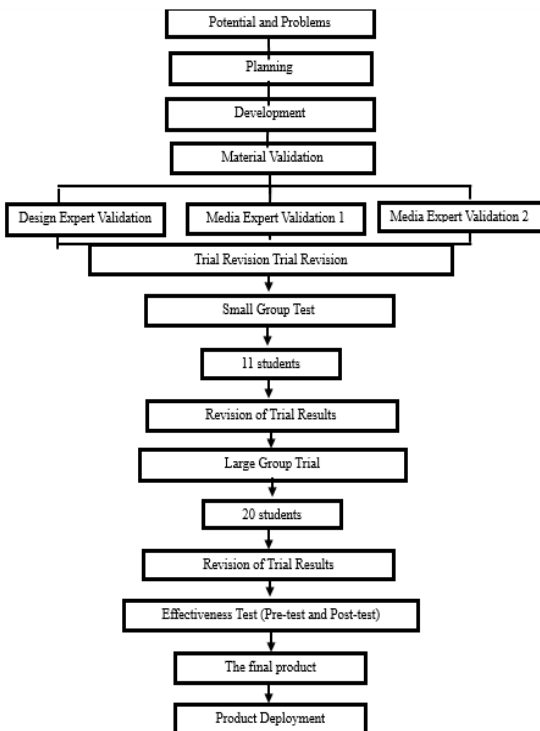 Potential and Problems
Planning
Development
Material Validation
Design Expert Validation
Media Expert Validation 1
Media Expert Validation 2
Trial Revision Trial Revision
Small Group Test
11 students
Revision of Trial Results
Large Group Trial
20 students
Revision of Trial Results
Effectiveness Test (Pre-test and Post-test)
The final product
Product Deployment